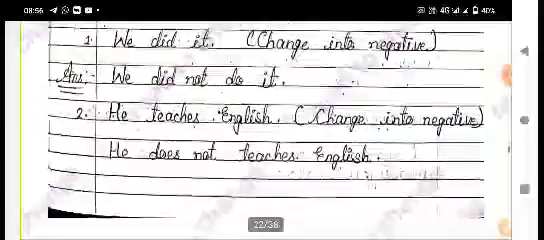 08:56 4G 40%
1. We did it. (Change into negative)
Ans:- We did not do it.
2. He teaches English. (Change into negative)
He does not teaches English.
22/36